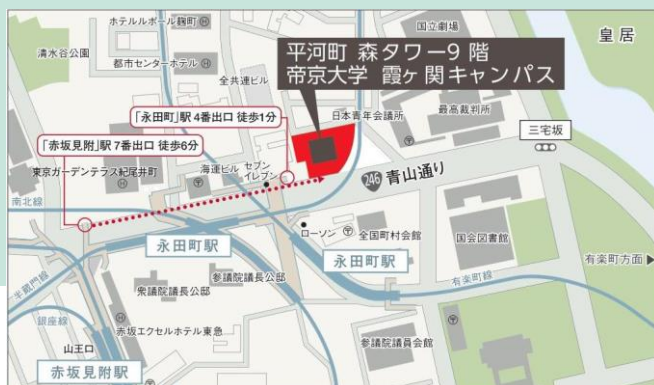 ホテルルポール麹町
国立劇場
皇居
平河町 森タワー9 階
帝京大学 霞ヶ関キャンパス
清水谷公園
都市センターホテル
全共連ビル
「永田町」駅 4番出口 徒歩1分
日本青年会議所
最高裁判所
三宅坂
「赤坂見附」駅 7番出口 徒歩6分
東京ガーデンテラス紀尾井町
海運ビル
セブン
イレブン
246
青山通り
南北線
ローソン
全国町村会館
国会図書館
永田町駅
永田町駅
有楽町方面
半蔵門線
衆議院議長公邸
参議院議長公邸
有楽町線
銀座線
赤坂エクセルホテル東急
山王口
参議院議員会館
赤坂見附駅